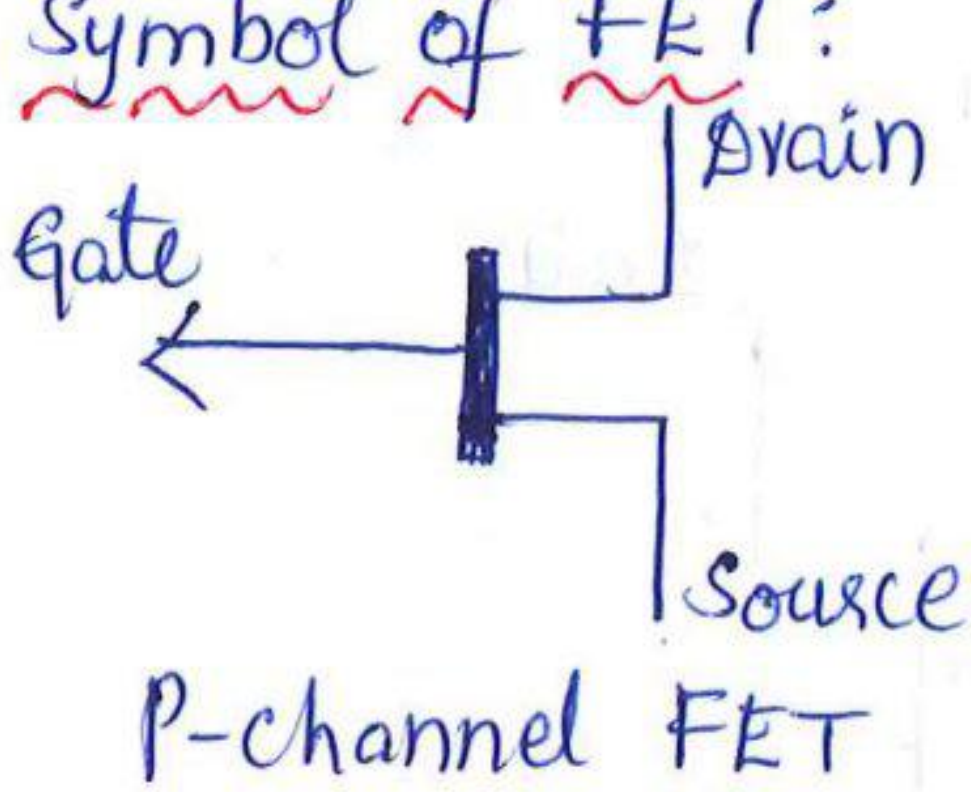 Symbol of FET:
Drain
Gate
Source
P-channel FET